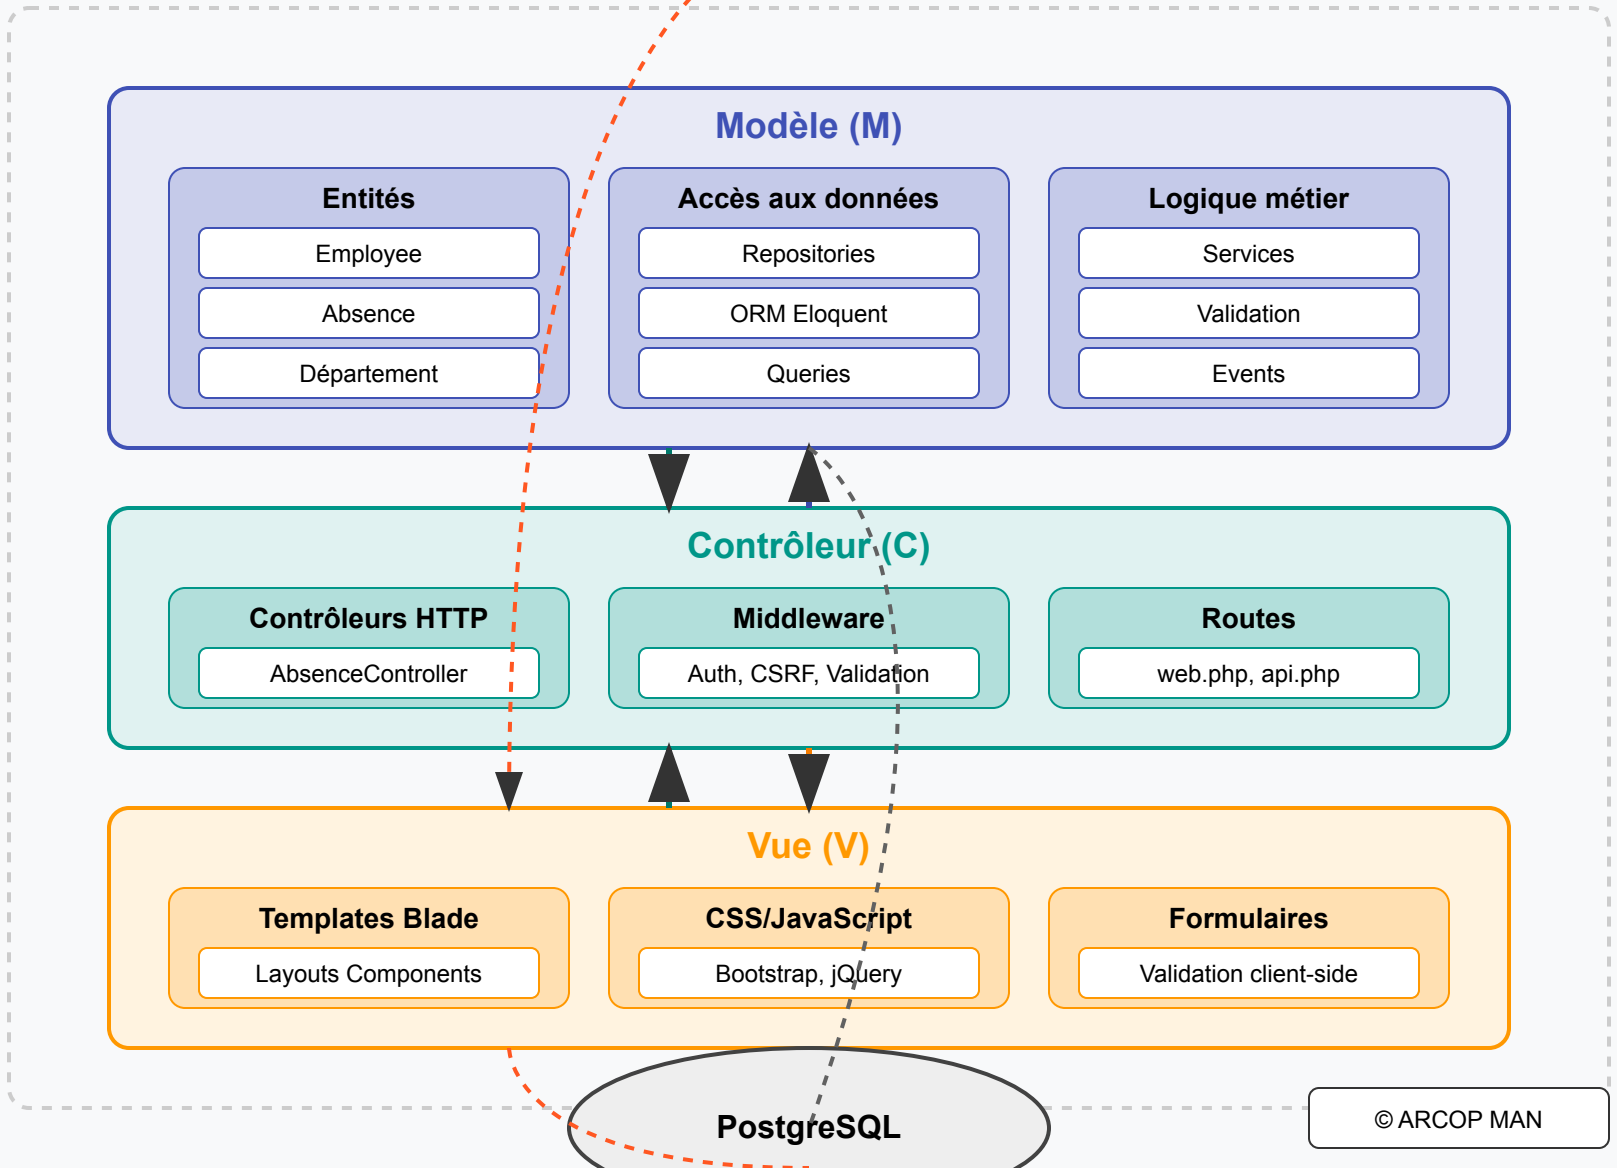 Modèle (M)
Entités
Employee
Absence
Département
Accès aux données
Repositories
ORM Eloquent
Queries
Logique métier
Services
Validation
Events
Contrôleur (C)
Contrôleurs HTTP
AbsenceController
Middleware
Auth, CSRF, Validation
Routes
web.php, api.php
Vue (V)
Templates Blade
Layouts Components
CSS/JavaScript
Bootstrap, jQuery
Formulaires
Validation client-side
PostgreSQL
© ARCOP MAN